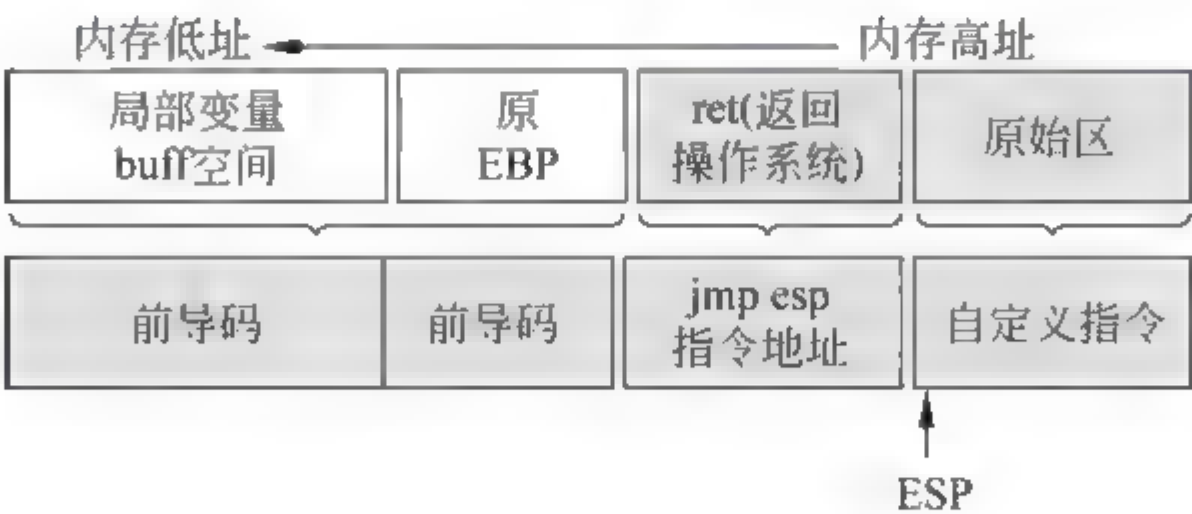 内存低址 内存高址
局部变量
buff空间
原
EBP
ret(返回
操作系统)
原始区
前导码
前导码
jmp esp
指令地址
自定义指令
ESP